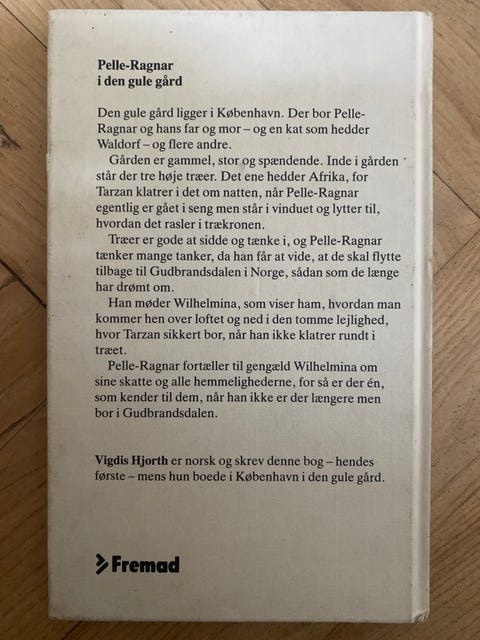 Pelle-Ragnar
i den gule gård
Den gule gård ligger i København. Der bor Pelle-
Ragnar og hans far og mor – og en kat som hedder
Waldorf – og flere andre.
Gården er gammel, stor og spændende. Inde i gården
står der tre høje træer. Det ene hedder Afrika, for
Tarzan klatrer i det om natten, når Pelle-Ragnar
egentlig er gået i seng men står i vinduet og lytter til,
hvordan det rasler i trækronen.
Træer er gode at sidde og tænke i, og Pelle-Ragnar
tænker mange tanker, da han får at vide, at de skal flytte
tilbage til Gudbrandsdalen i Norge, sådan som de længe
har drømt om.
Han møder Wilhelmina, som viser ham, hvordan man
kommer hen over loftet og ned i den tomme lejlighed,
hvor Tarzan sikkert bor, når han ikke klatrer rundt i
træet.
Pelle-Ragnar fortæller til gengæld Wilhelmina om
sine skatte og alle hemmelighederne, for så er der én,
som kender til dem, når han ikke er der længere men
bor i Gudbrandsdalen.
Vigdis Hjorth er norsk og skrev denne bog – hendes
første – mens hun boede i København i den gule gård.
Fremad